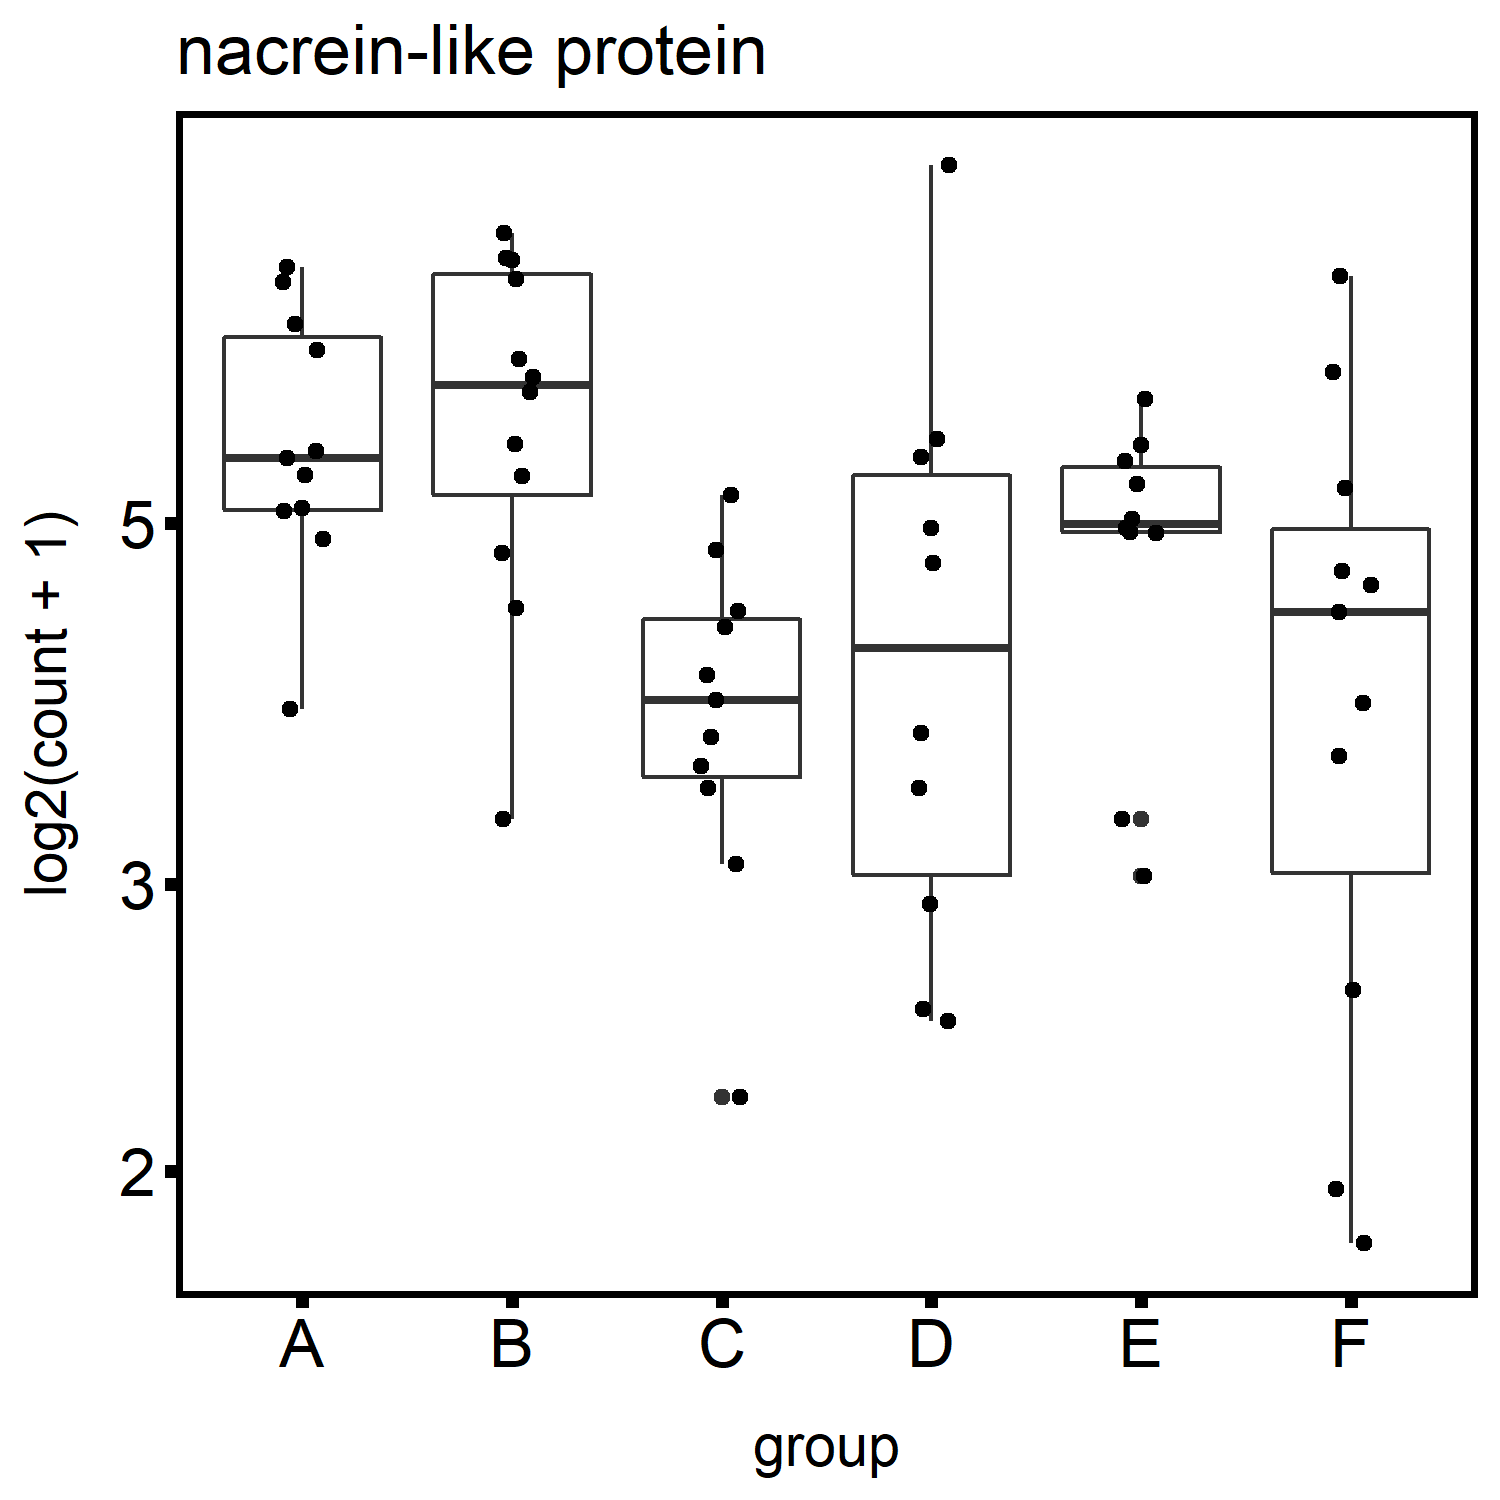 nacrein-like protein
log2(count + 1)
5
3
2
A B C D E F
group